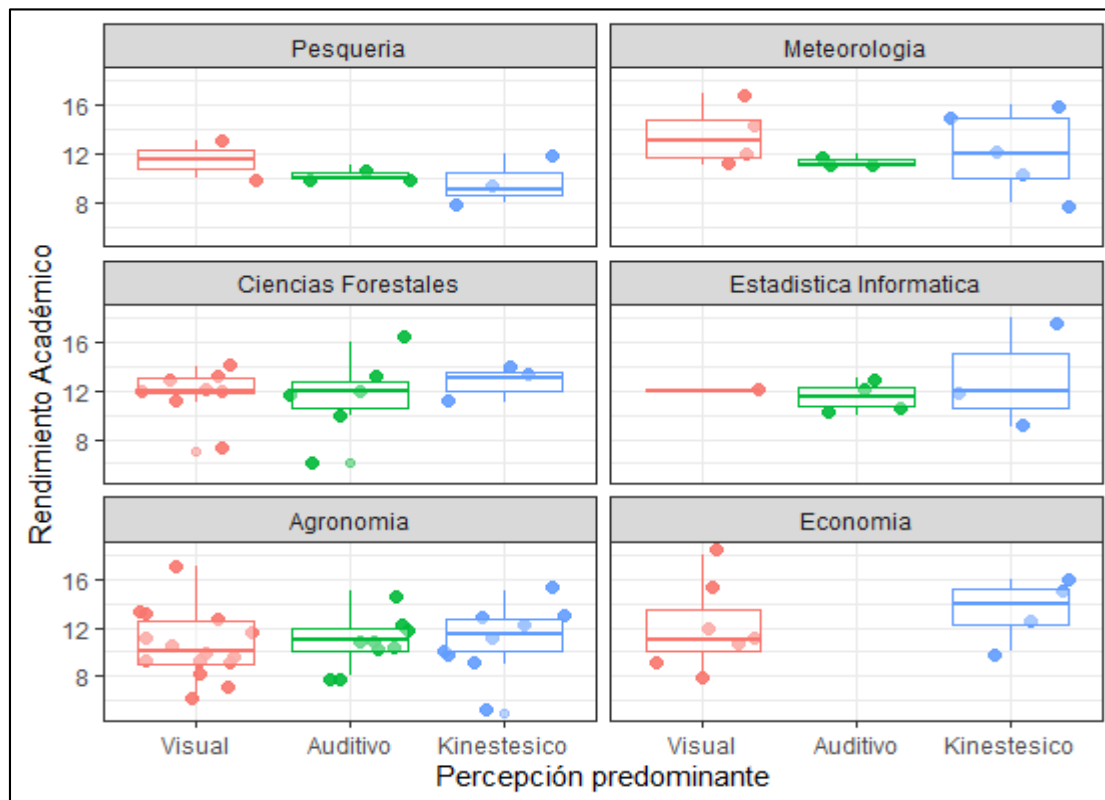 Pesqueria
Meteorologia
16
12
8
Ciencias Forestales
Estadistica Informatica
16
12
8
Agronomia
Economia
16
12
8
Visual
Auditivo
Kinestesico
Visual
Auditivo
Kinestesico
Rendimiento Académico
Percepción predominante